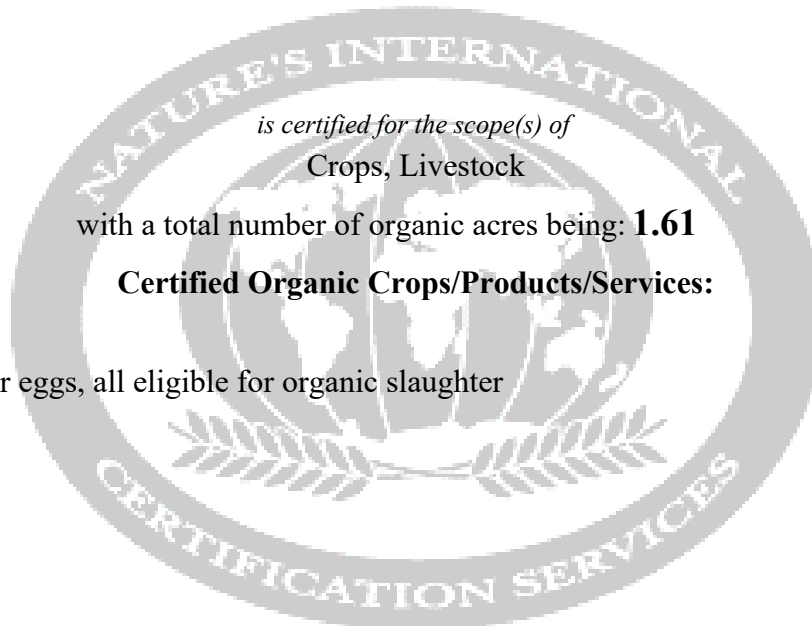 NATURE'S INTERNATIONAL
is certified for the scope(s) of
Crops, Livestock
with a total number of organic acres being: 1.61
Certified Organic Crops/Products/Services:
eggs, all eligible for organic slaughter
CERTIFICATION SERVICES